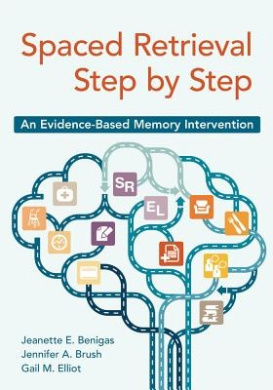 Spaced Retrieval
Step by Step
An Evidence-Based Memory Intervention
SR
EL
Jeanette E. Benigas
Jennifer A. Brush
Gail M. Elliot